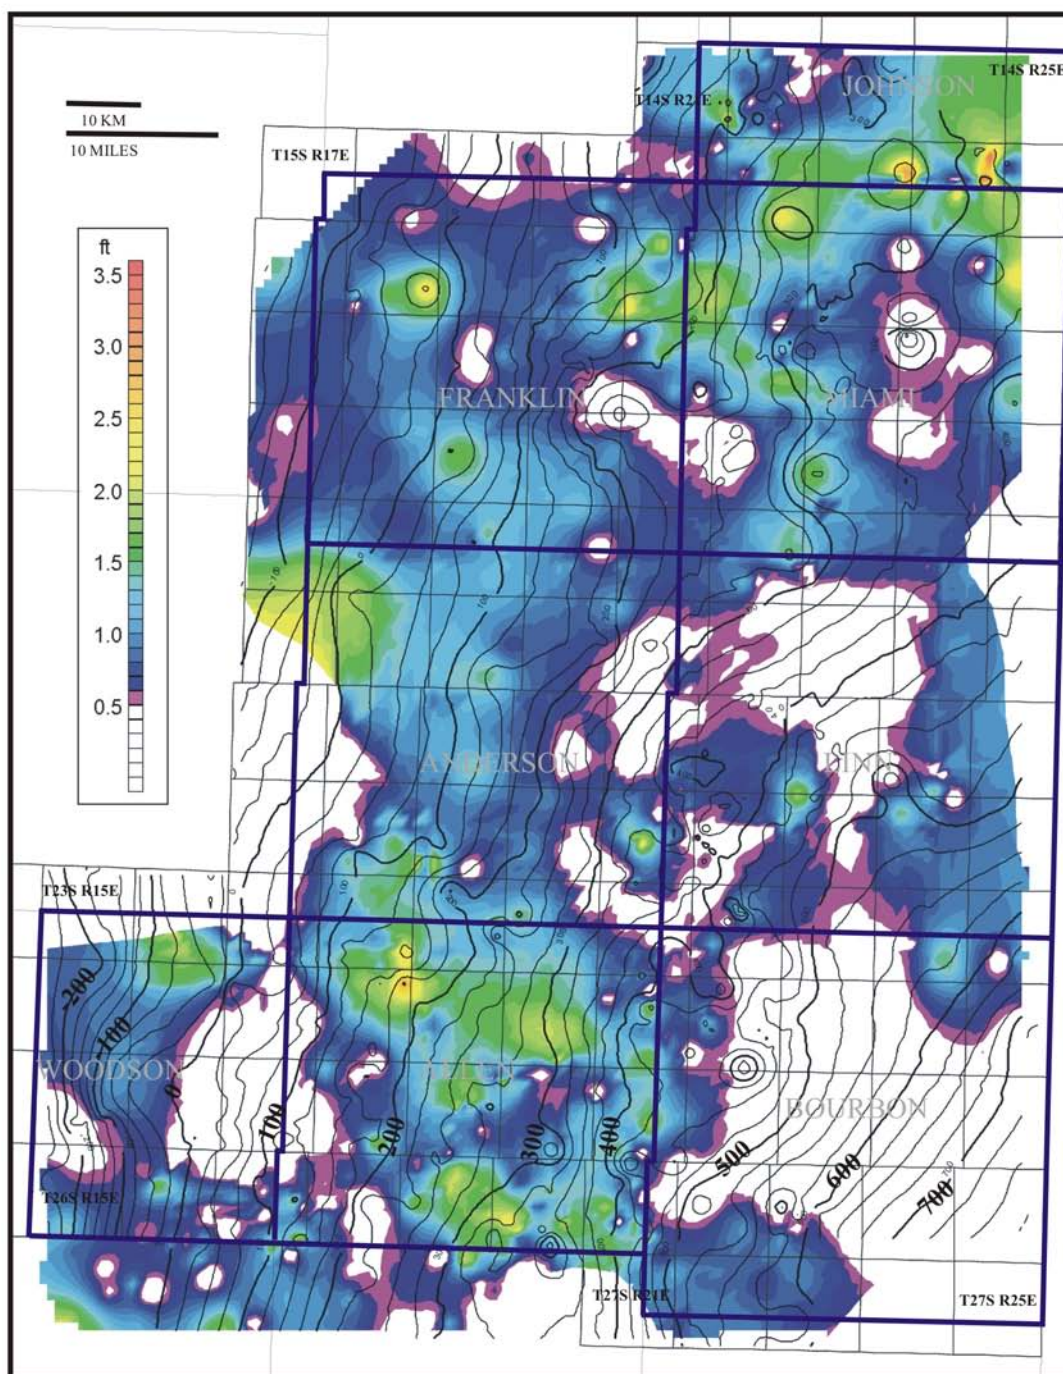 JOHNSON
T14S R25E
T14S R21E
10 KM
10 MILES
T15S R17E
ft
3.5
3.0
2.5
2.0
1.5
1.0
0.5
FRANKLIN
MIAMI
ANDERSON
LINN
T23S R15E
WOODSON
ALLEN
BOURBON
-200
-100
0
100
200
300
400
500
600
700
T26S R15E
T27S R21E
T27S R25E